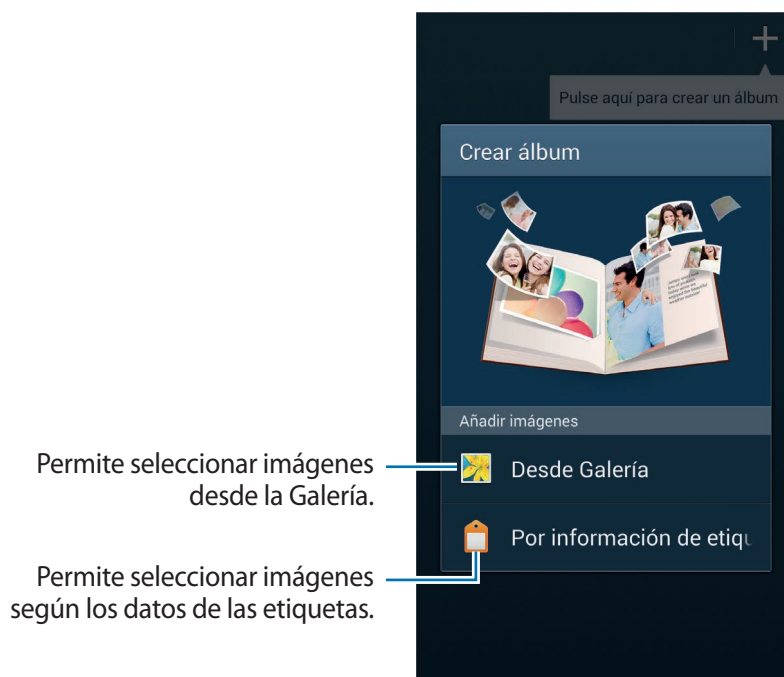 Pulse aquí para crear un álbum
Crear álbum
Añadir imágenes
Permite seleccionar imágenes
desde la Galería.
Desde Galería
Permite seleccionar imágenes
según los datos de las etiquetas.
Por información de etiqu